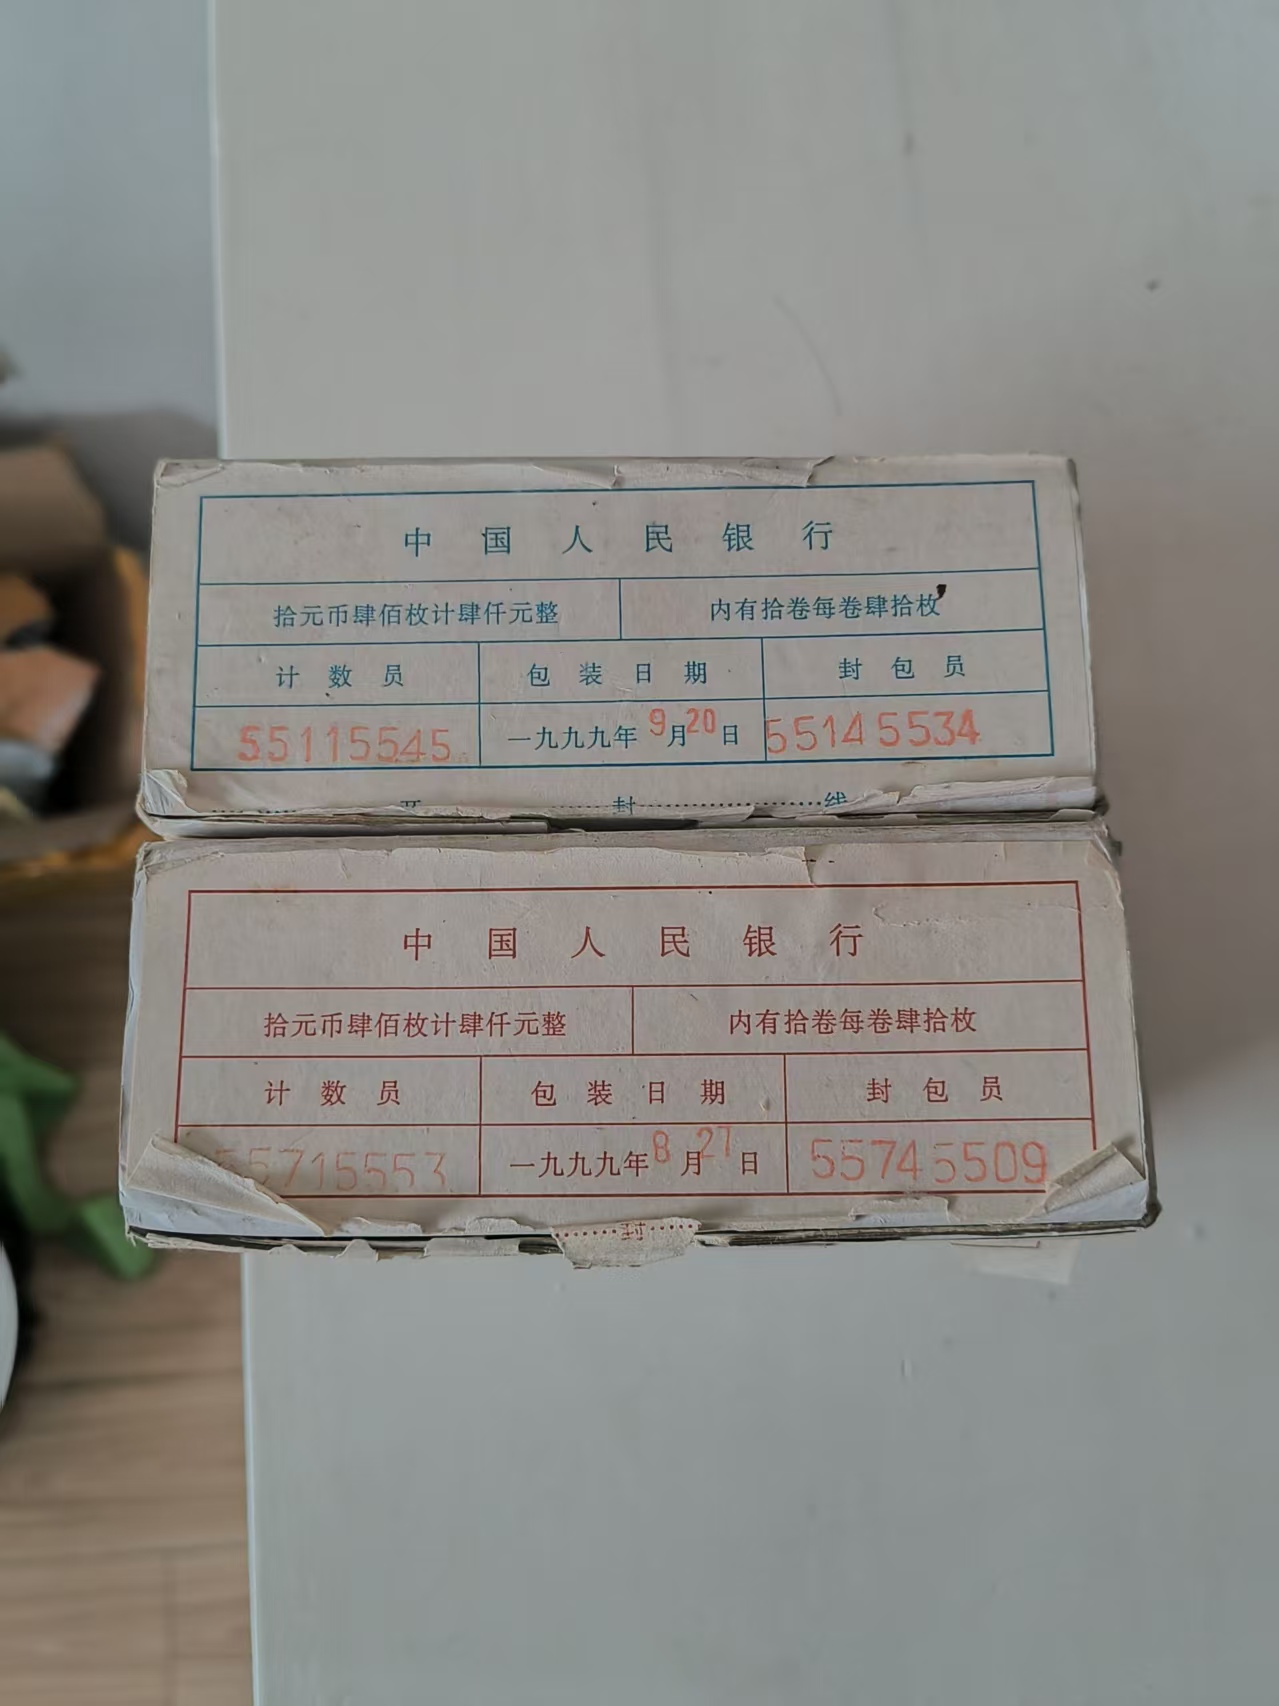 中国人民银行
拾元币肆佰枚计肆仟元整 内有拾卷每卷肆拾枚
计数员 包装日期 封包员
55115545 一九九九年9月20日 55145534
开封线
中国人民银行
拾元币肆佰枚计肆仟元整 内有拾卷每卷肆拾枚
计数员 包装日期 封包员
55715553 一九九九年8月27日 55745509
封